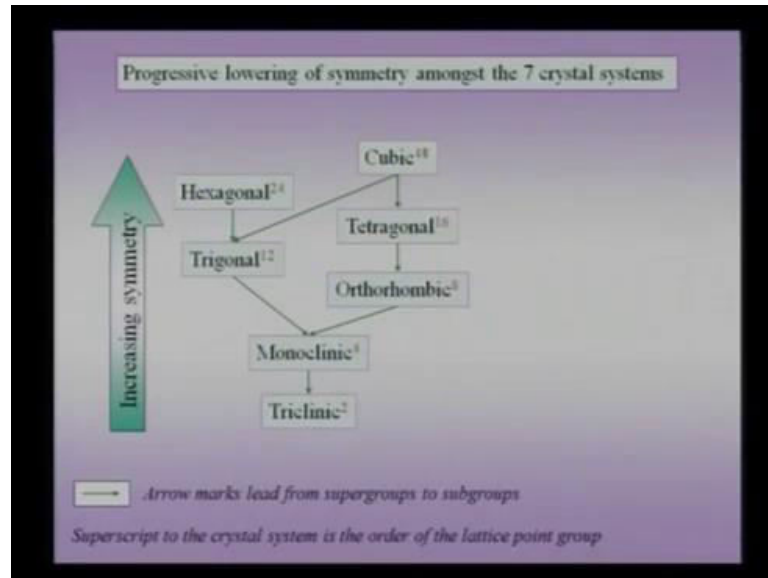 Progressive lowering of symmetry amongst the 7 crystal systems
Cubic⁴⁸
Hexagonal²⁴
Tetragonal¹⁶
Trigonal¹²
Orthorhombic⁸
Monoclinic⁴
Triclinic²
Increasing symmetry
Arrow marks lead from supergroups to subgroups
Superscript to the crystal system is the order of the lattice point group